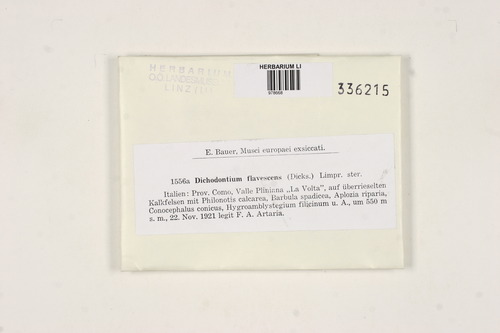 HERBARIUM
OÖ. LANDESMUSEUM
LINZ (LI)
HERBARIUM LI
336215
E. Bauer, Musci europaei exsiccati.
1556a Dichodontium flavescens (Dicks.) Limpr. ster.
Italien: Prov. Como, Valle Pliniana „La Volta", auf überrieselten
Kalkfelsen mit Philonotis calcarea, Barbula spadicea, Aplozia riparia,
Conocephalus conicus, Hygroamblystegium filicinum u. A., um 550 m
s. m., 22. Nov. 1921 legit F. A. Artaria.